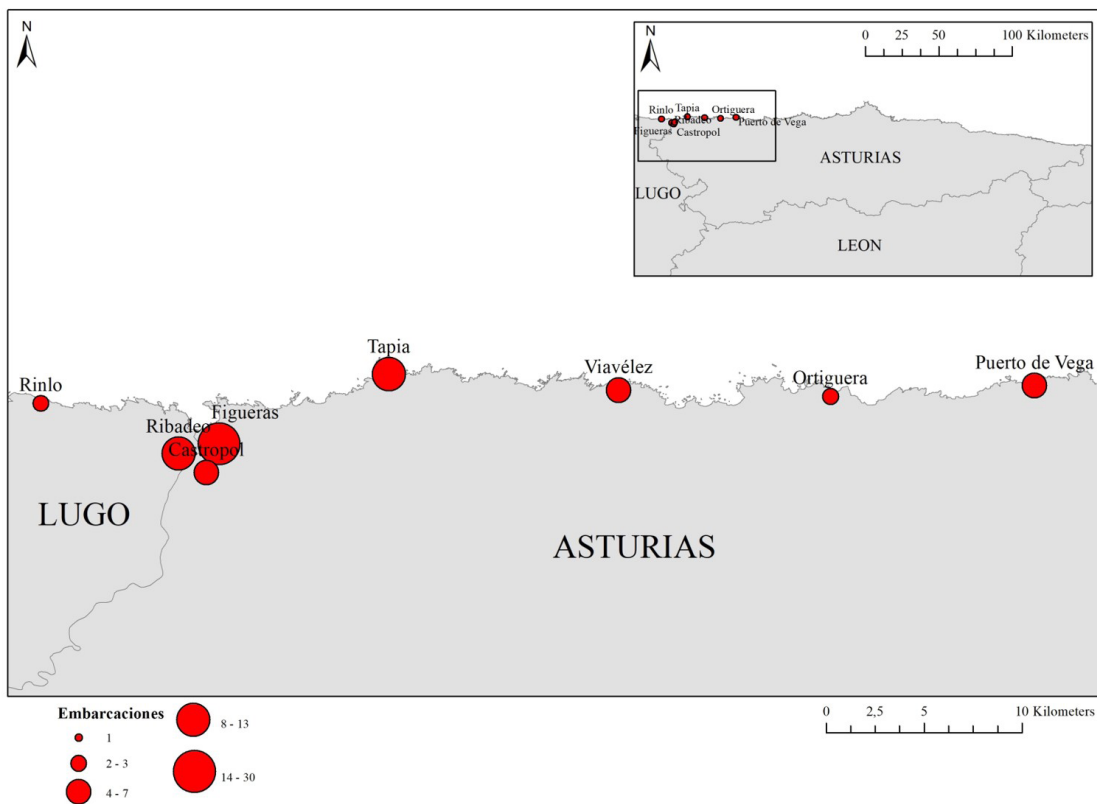 N
N
0 25 50 100 Kilometers
Rinlo
Tapia
Ortiguera
Ribadeo
Figueras
Castropol
Puerto de Vega
ASTURIAS
LUGO
LEON
Tapia
Viavélez
Puerto de Vega
Rinlo
Ortiguera
Figueras
Ribadeo
Castropol
LUGO
ASTURIAS
Embarcaciones
1
2 - 3
4 - 7
8 - 13
14 - 30
0 2,5 5 10 Kilometers